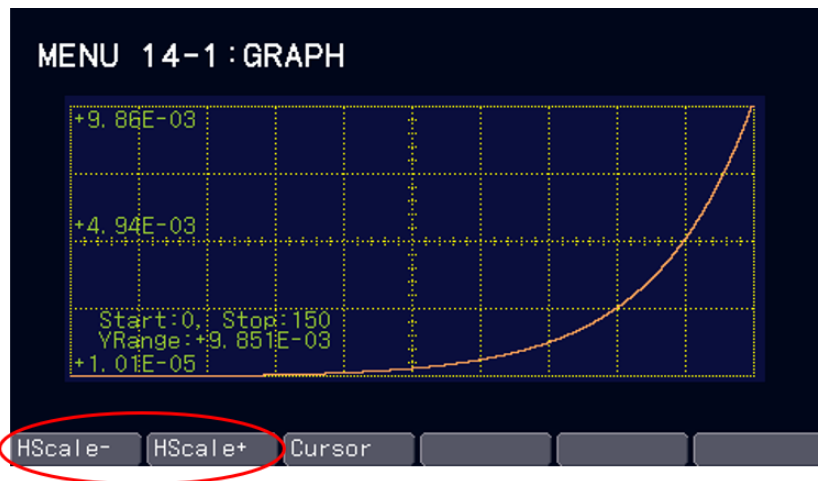 MENU 14-1:GRAPH
+9.86E-03
+4.94E-03
Start:0, Stop:150
YRange:+9.851E-03
+1.01E-05
HScale- HScale+ Cursor